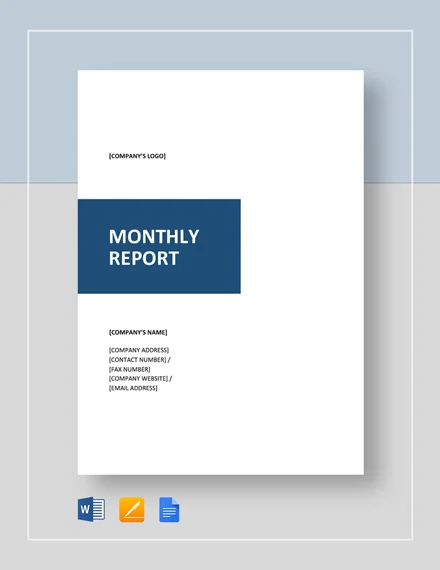 [COMPANY'S LOGO]
MONTHLY
REPORT
[COMPANY'S NAME]
[COMPANY ADDRESS]
[CONTACT NUMBER] /
[FAX NUMBER]
[COMPANY WEBSITE] /
[EMAIL ADDRESS]
W